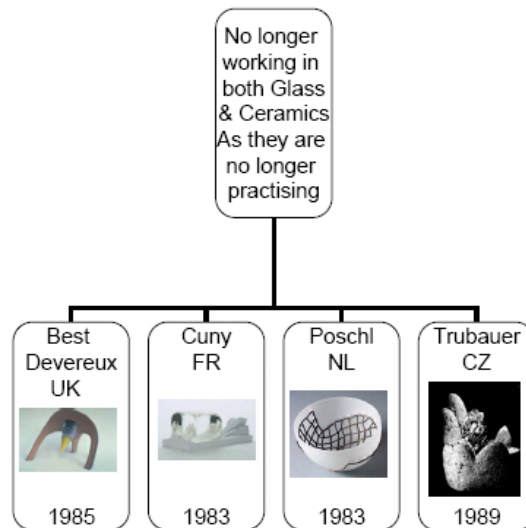 No longer
working in
both Glass
& Ceramics
As they are
no longer
practising
Best
Devereux
UK
1985
Cuny
FR
1983
Poschl
NL
1983
Trubauer
CZ
1989